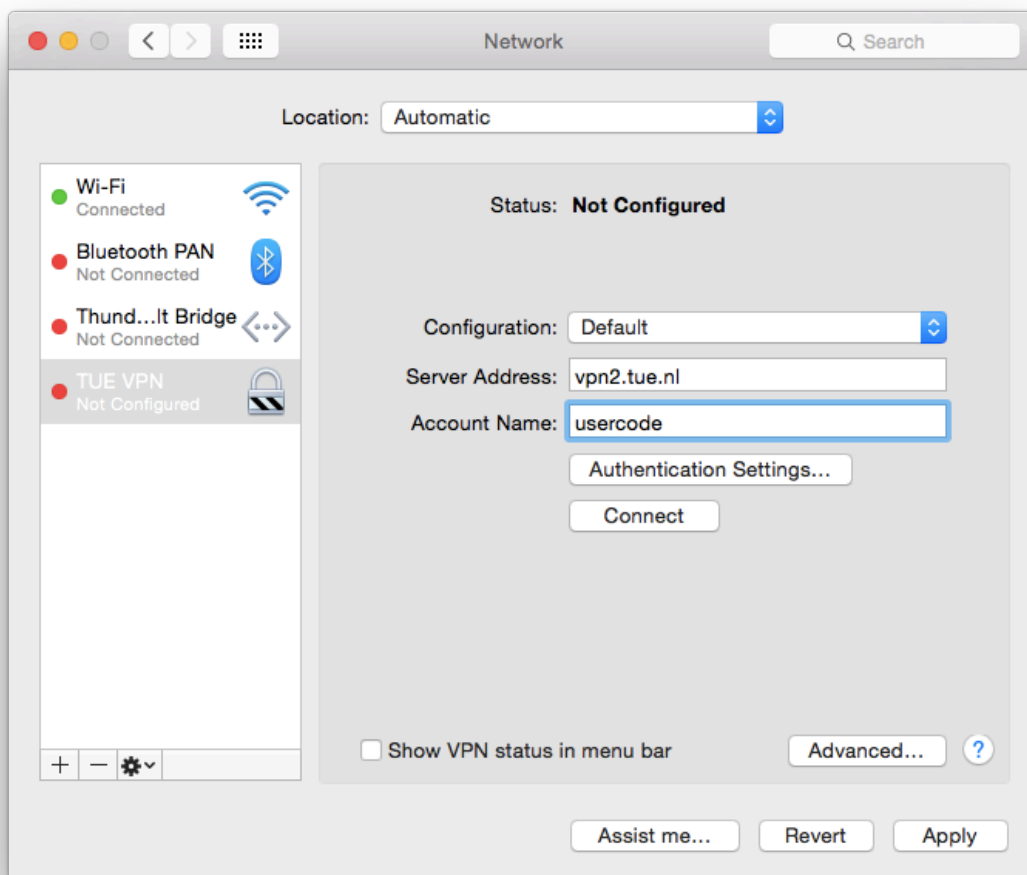 Network
Search
Location: Automatic
Wi-Fi
Connected
Bluetooth PAN
Not Connected
Thund...lt Bridge
Not Connected
TUE VPN
Not Configured
Status: Not Configured
Configuration: Default
Server Address: vpn2.tue.nl
Account Name: usercode
Authentication Settings...
Connect
Show VPN status in menu bar
Advanced...
?
Assist me...
Revert
Apply